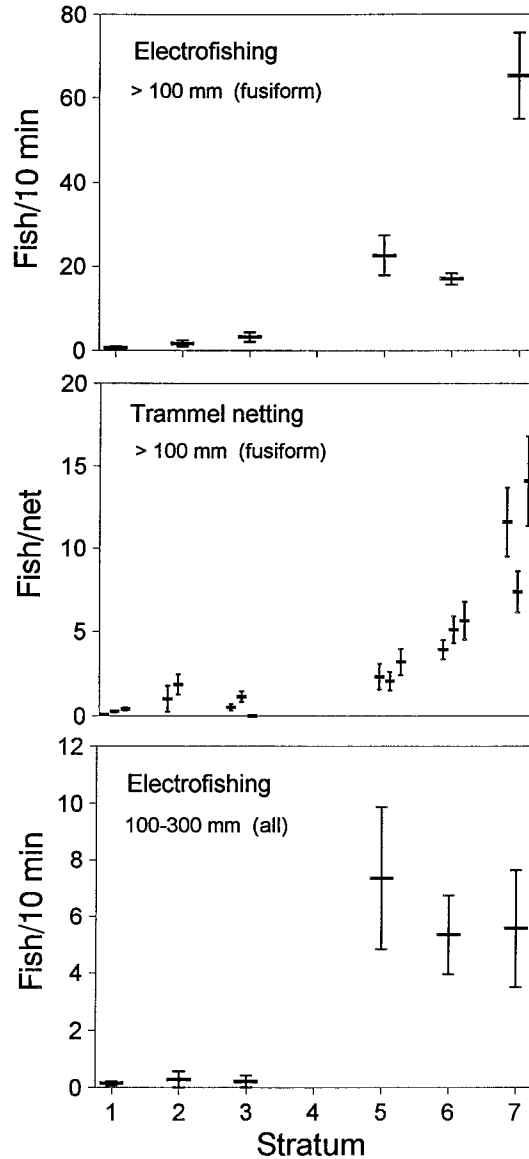 Electrofishing
> 100 mm (fusiform)
Fish/10 min
80
60
40
20
0
Trammel netting
> 100 mm (fusiform)
Fish/net
20
15
10
5
0
Electrofishing
100-300 mm (all)
Fish/10 min
12
10
8
6
4
2
0
1 2 3 4 5 6 7
Stratum